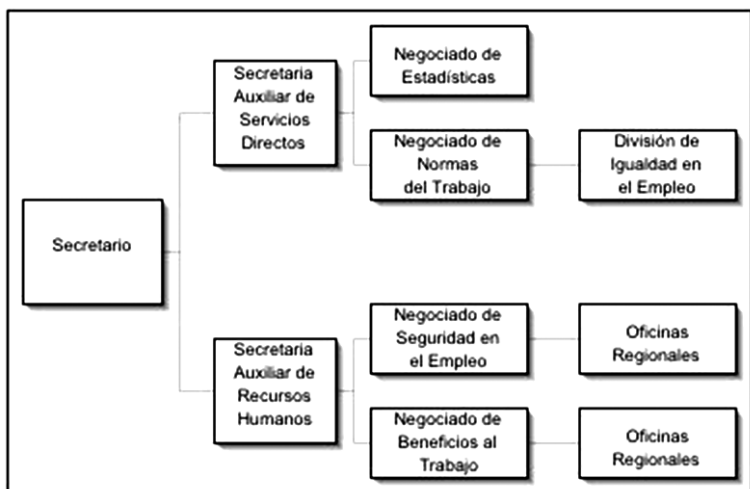 Secretario
Secretaria
Auxiliar de
Servicios
Directos
Negociado de
Estadísticas
Negociado de
Normas
del Trabajo
División de
Igualdad en
el Empleo
Secretaria
Auxiliar de
Recursos
Humanos
Negociado de
Seguridad en
el Empleo
Oficinas
Regionales
Negociado de
Beneficios al
Trabajo
Oficinas
Regionales